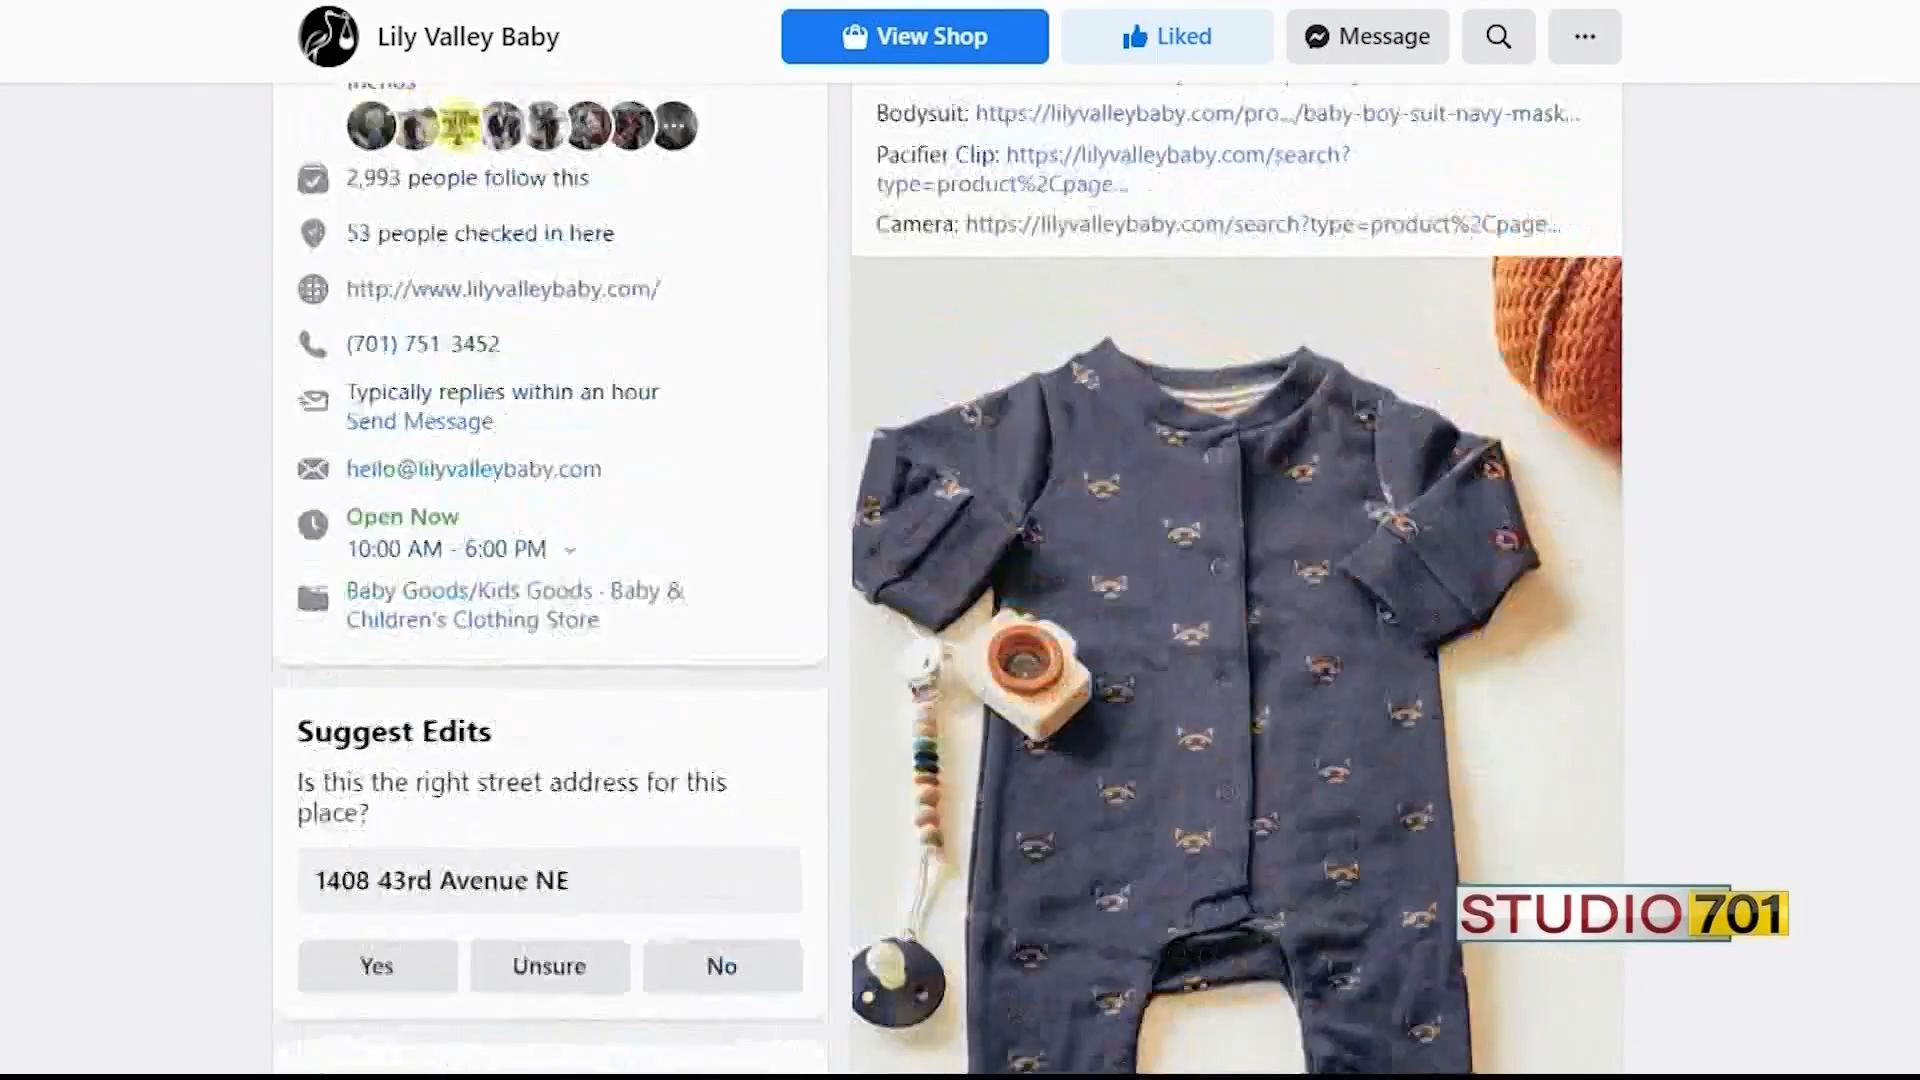 Lily Valley Baby
View Shop
Liked
Message
friends
2,993 people follow this
53 people checked in here
http://www.lilyvalleybaby.com/
(701) 751-3452
Typically replies within an hour
Send Message
hello@lilyvalleybaby.com
Open Now
10:00 AM - 6:00 PM
Baby Goods/Kids Goods · Baby &
Children's Clothing Store
Suggest Edits
Is this the right street address for this
place?
1408 43rd Avenue NE
Yes
Unsure
No
Bodysuit: https://lilyvalleybaby.com/pro.../baby-boy-suit-navy-mask...
Pacifier Clip: https://lilyvalleybaby.com/search?
type=product%2Cpage...
Camera: https://lilyvalleybaby.com/search?type=product%2Cpage...
STUDIO 701